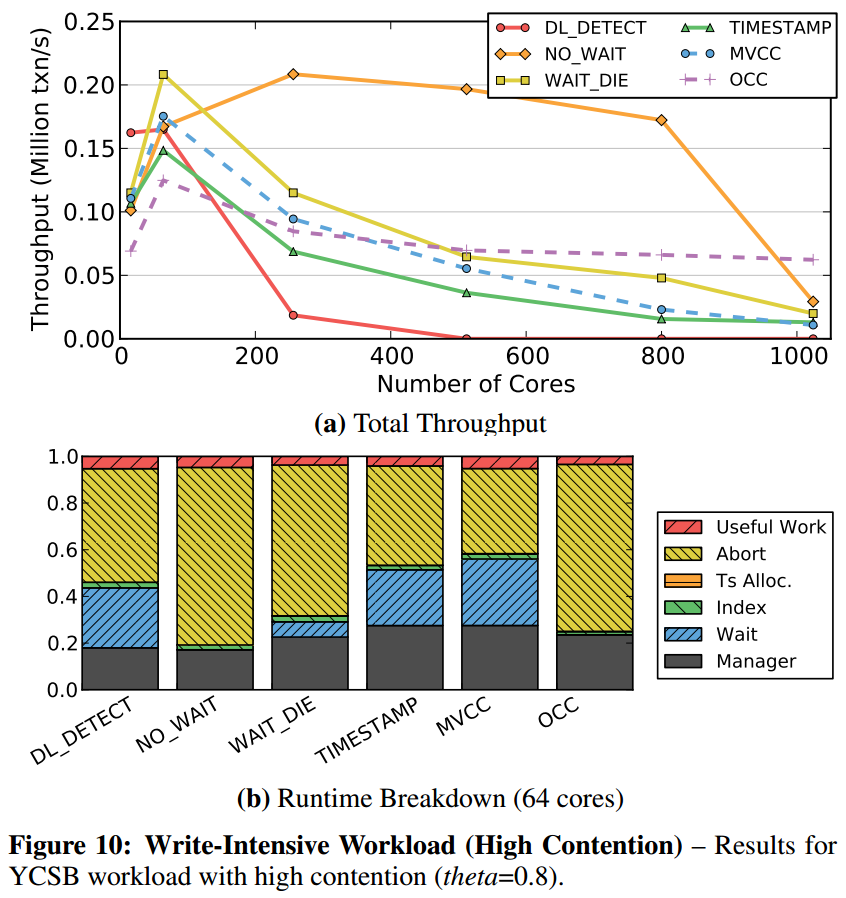 Throughput (Million txn/s)
0.25
0.20
0.15
0.10
0.05
0.00
DL_DETECT
NO_WAIT
WAIT_DIE
TIMESTAMP
MVCC
OCC
0 200 400 600 800 1000
Number of Cores
(a) Total Throughput
1.0
0.8
0.6
0.4
0.2
0.0
DL_DETECT NO_WAIT WAIT_DIE TIMESTAMP MVCC OCC
Useful Work
Abort
Ts Alloc.
Index
Wait
Manager
(b) Runtime Breakdown (64 cores)
Figure 10: Write-Intensive Workload (High Contention) – Results for
YCSB workload with high contention (theta=0.8).